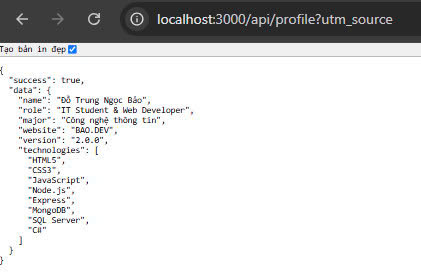 localhost:3000/api/profile?utm_source
Tạo bản in đẹp
{
  "success": true,
  "data": {
    "name": "Đỗ Trung Ngọc Bảo",
    "role": "IT Student & Web Developer",
    "major": "Công nghệ thông tin",
    "website": "BAO.DEV",
    "version": "2.0.0",
    "technologies": [
      "HTML5",
      "CSS3",
      "JavaScript",
      "Node.js",
      "Express",
      "MongoDB",
      "SQL Server",
      "C#"
    ]
  }
}